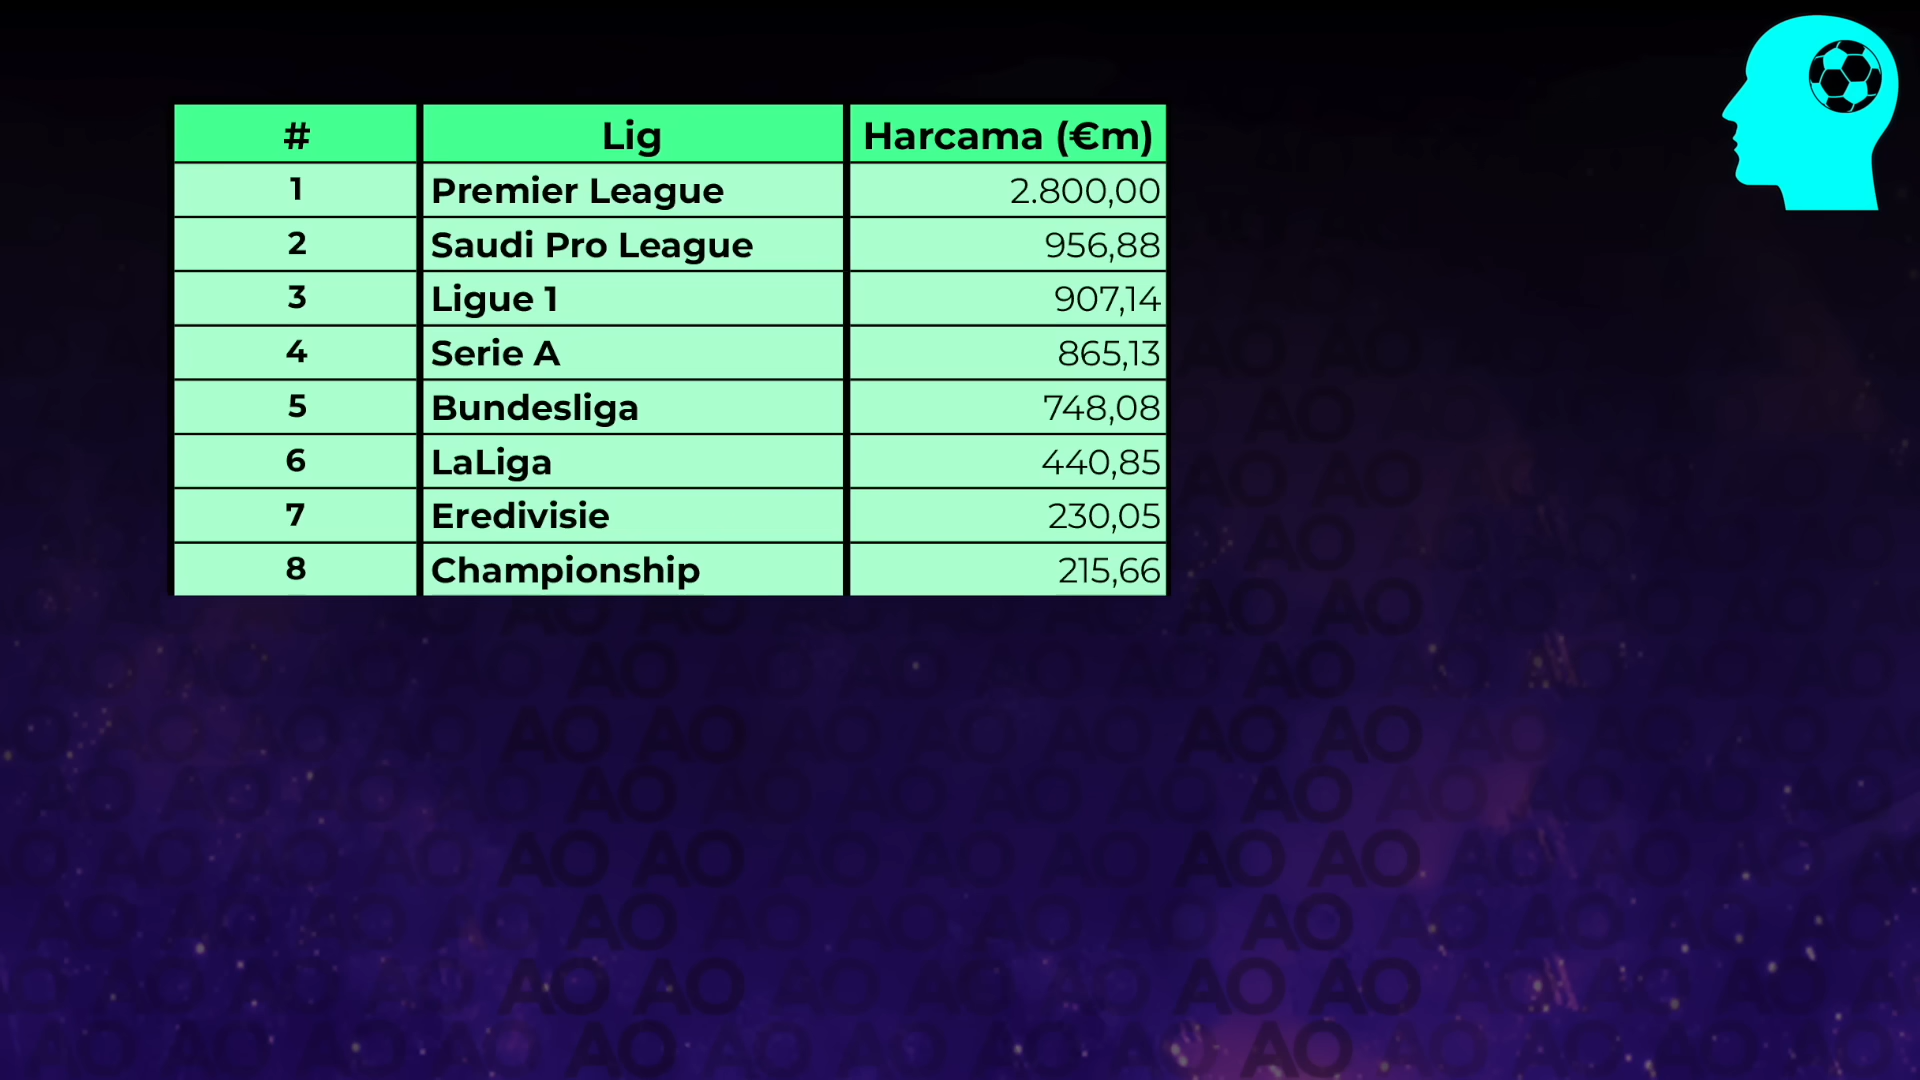 # Lig Harcama (€m)
1 Premier League 2.800,00
2 Saudi Pro League 956,88
3 Ligue 1 907,14
4 Serie A 865,13
5 Bundesliga 748,08
6 LaLiga 440,85
7 Eredivisie 230,05
8 Championship 215,66